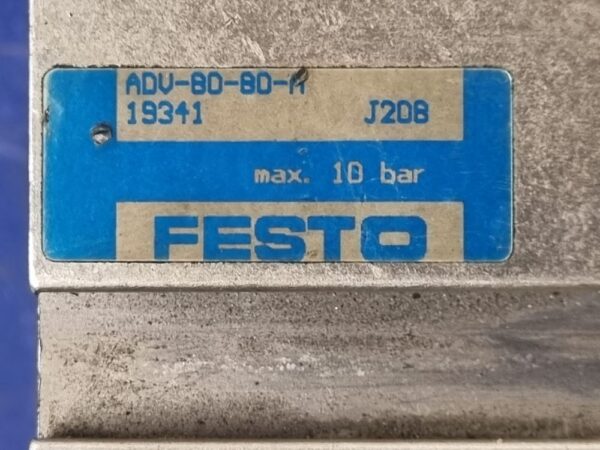 ADV-80-80-A
19341 J208
max. 10 bar
FESTO